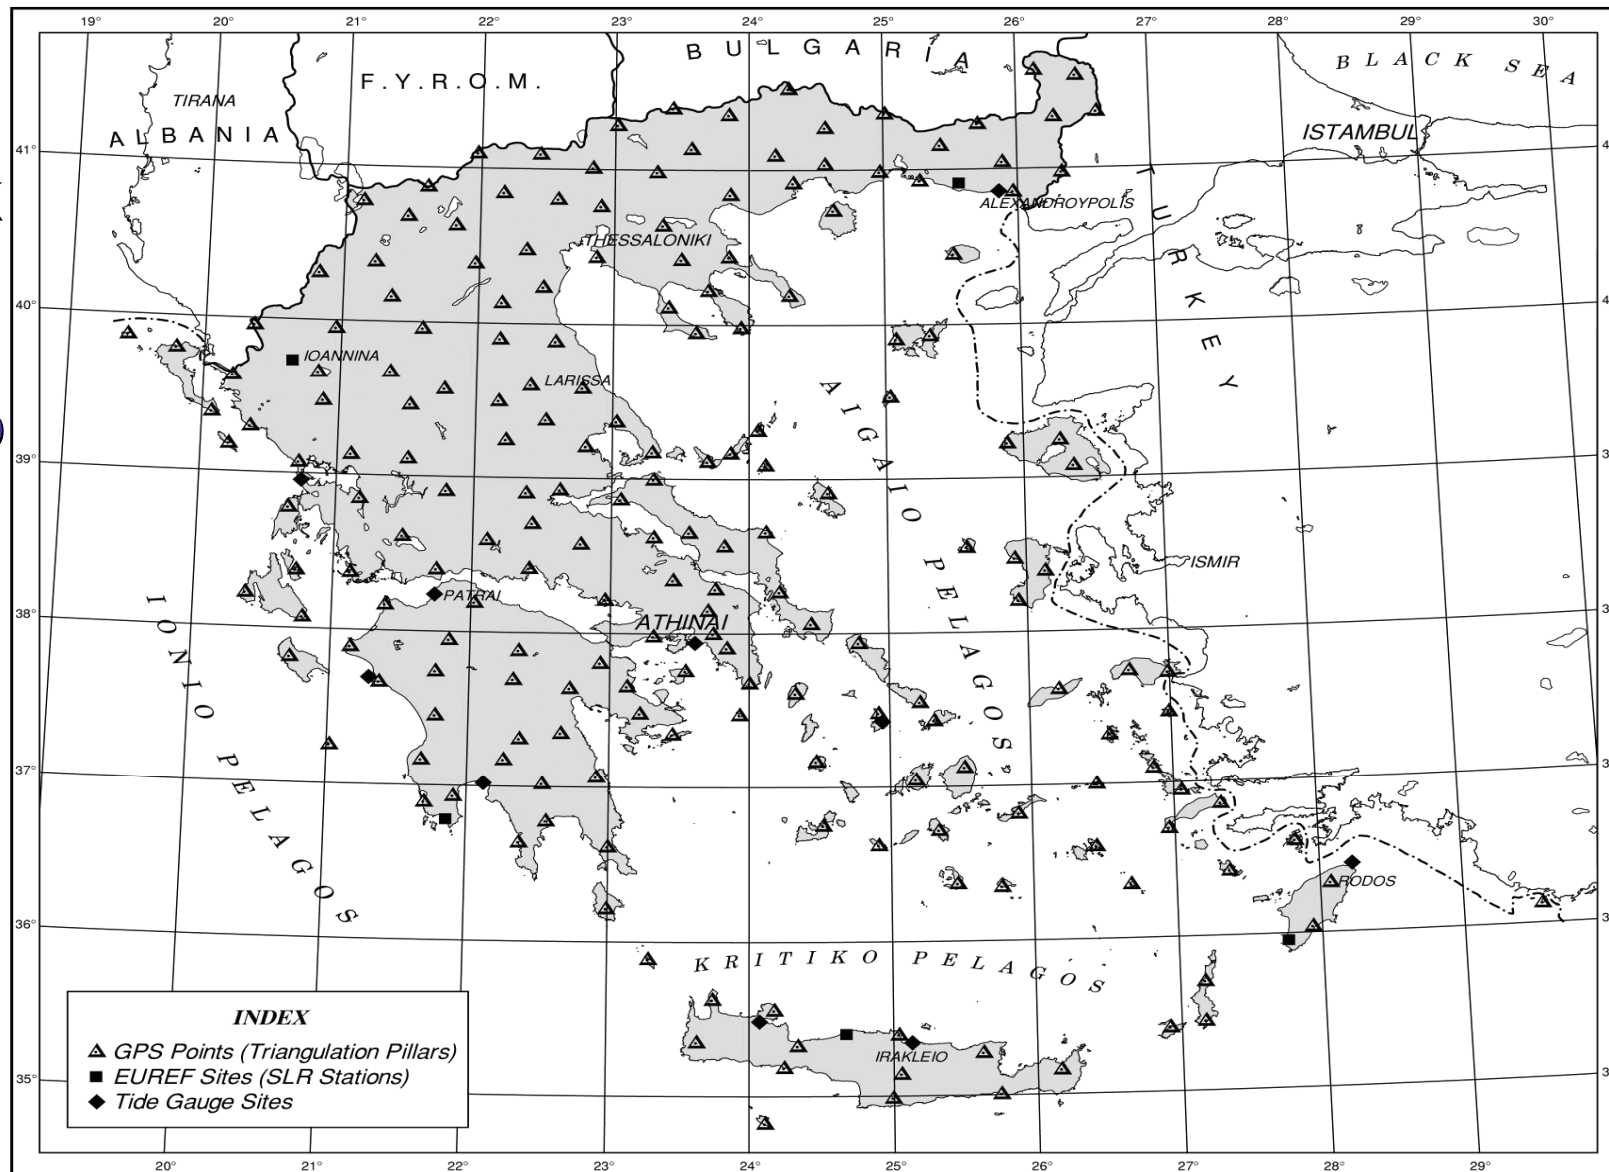 19° 20° 21° 22° 23° 24° 25° 26° 27° 28° 29° 30°
BULGARIA
BLACK SEA
F.Y.R.O.M.
TIRANA
ALBANIA
ISTAMBUL
41°
TURKEY
ALEXANDROYPOLIS
THESSALONIKI
40°
IOANNINA
LARISSA
AIGAIO PELAGOS
39°
ISMIR
PATRAI
ATHINAI
38°
IONIO PELAGOS
37°
RODOS
36°
KRITIKO PELAGOS
INDEX
GPS Points (Triangulation Pillars)
EUREF Sites (SLR Stations)
Tide Gauge Sites
IRAKLEIO
35°
20° 21° 22° 23° 24° 25° 26° 27° 28° 29°